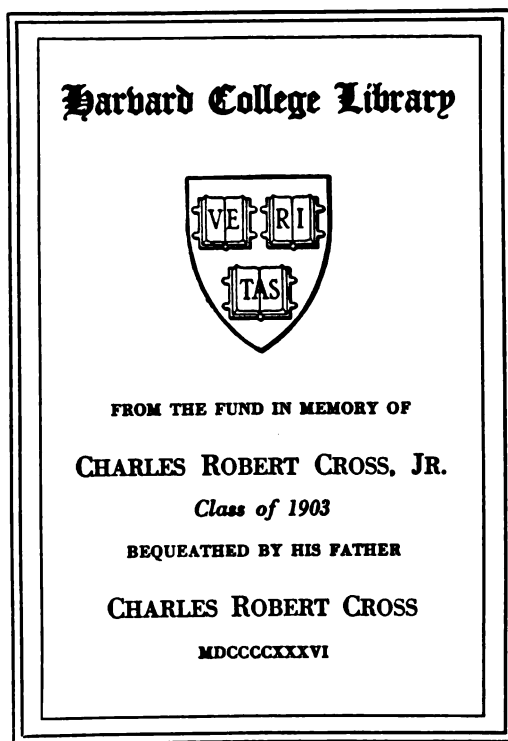 Harvard College Library
VE RI
TAS
FROM THE FUND IN MEMORY OF
CHARLES ROBERT CROSS, JR.
Class of 1903
BEQUEATHED BY HIS FATHER
CHARLES ROBERT CROSS
MDCCCCXXXVI